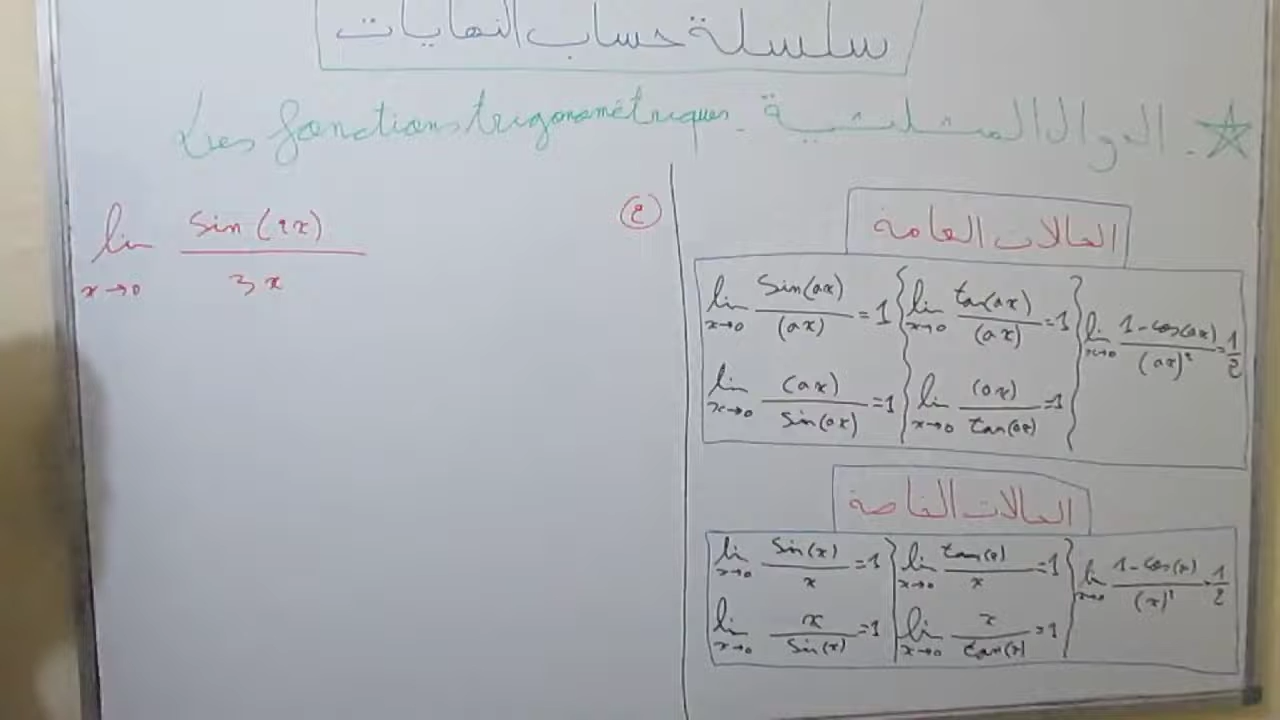 سلسلة حساب النهايات
☆. الدوال المثلثية. Les fonctions trigonométriques
lim x→0 sin(2x) / 3x
②
الحالات العامة
lim x→0 sin(ax) / (ax) = 1
lim x→0 (ax) / sin(ax) = 1
lim x→0 tan(ax) / (ax) = 1
lim x→0 (ax) / tan(ax) = 1
lim x→0 1-cos(ax) / (ax)² = 1/2
الحالات الخاصة
lim x→0 sin(x) / x = 1
lim x→0 x / sin(x) = 1
lim x→0 tan(x) / x = 1
lim x→0 x / tan(x) = 1
lim x→0 1-cos(x) / (x)² = 1/2